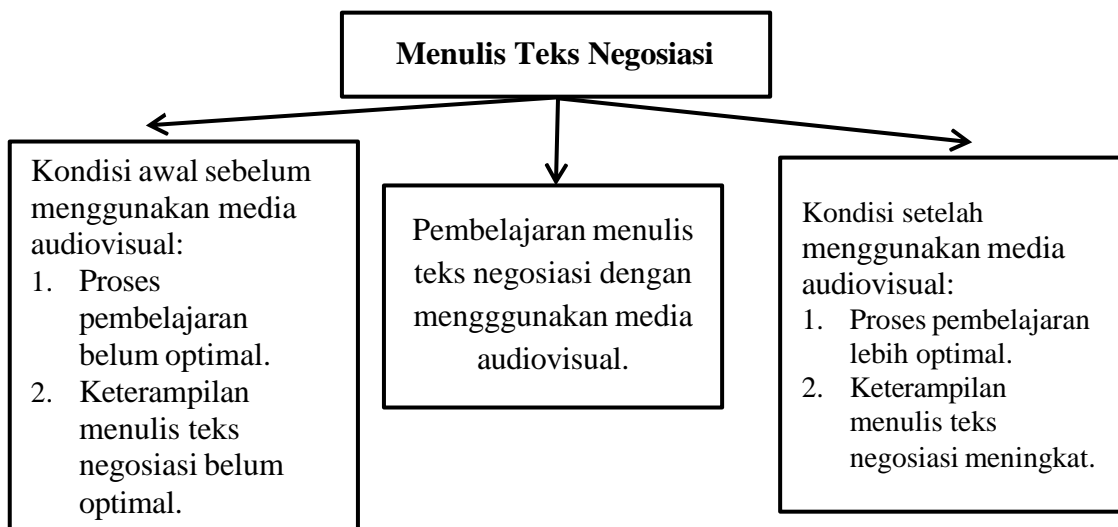 Menulis Teks Negosiasi
Kondisi awal sebelum
menggunakan media
audiovisual:
1. Proses
pembelajaran
belum optimal.
2. Keterampilan
menulis teks
negosiasi belum
optimal.
Pembelajaran menulis
teks negosiasi dengan
mengggunakan media
audiovisual.
Kondisi setelah
menggunakan media
audiovisual:
1. Proses pembelajaran
lebih optimal.
2. Keterampilan
menulis teks
negosiasi meningkat.